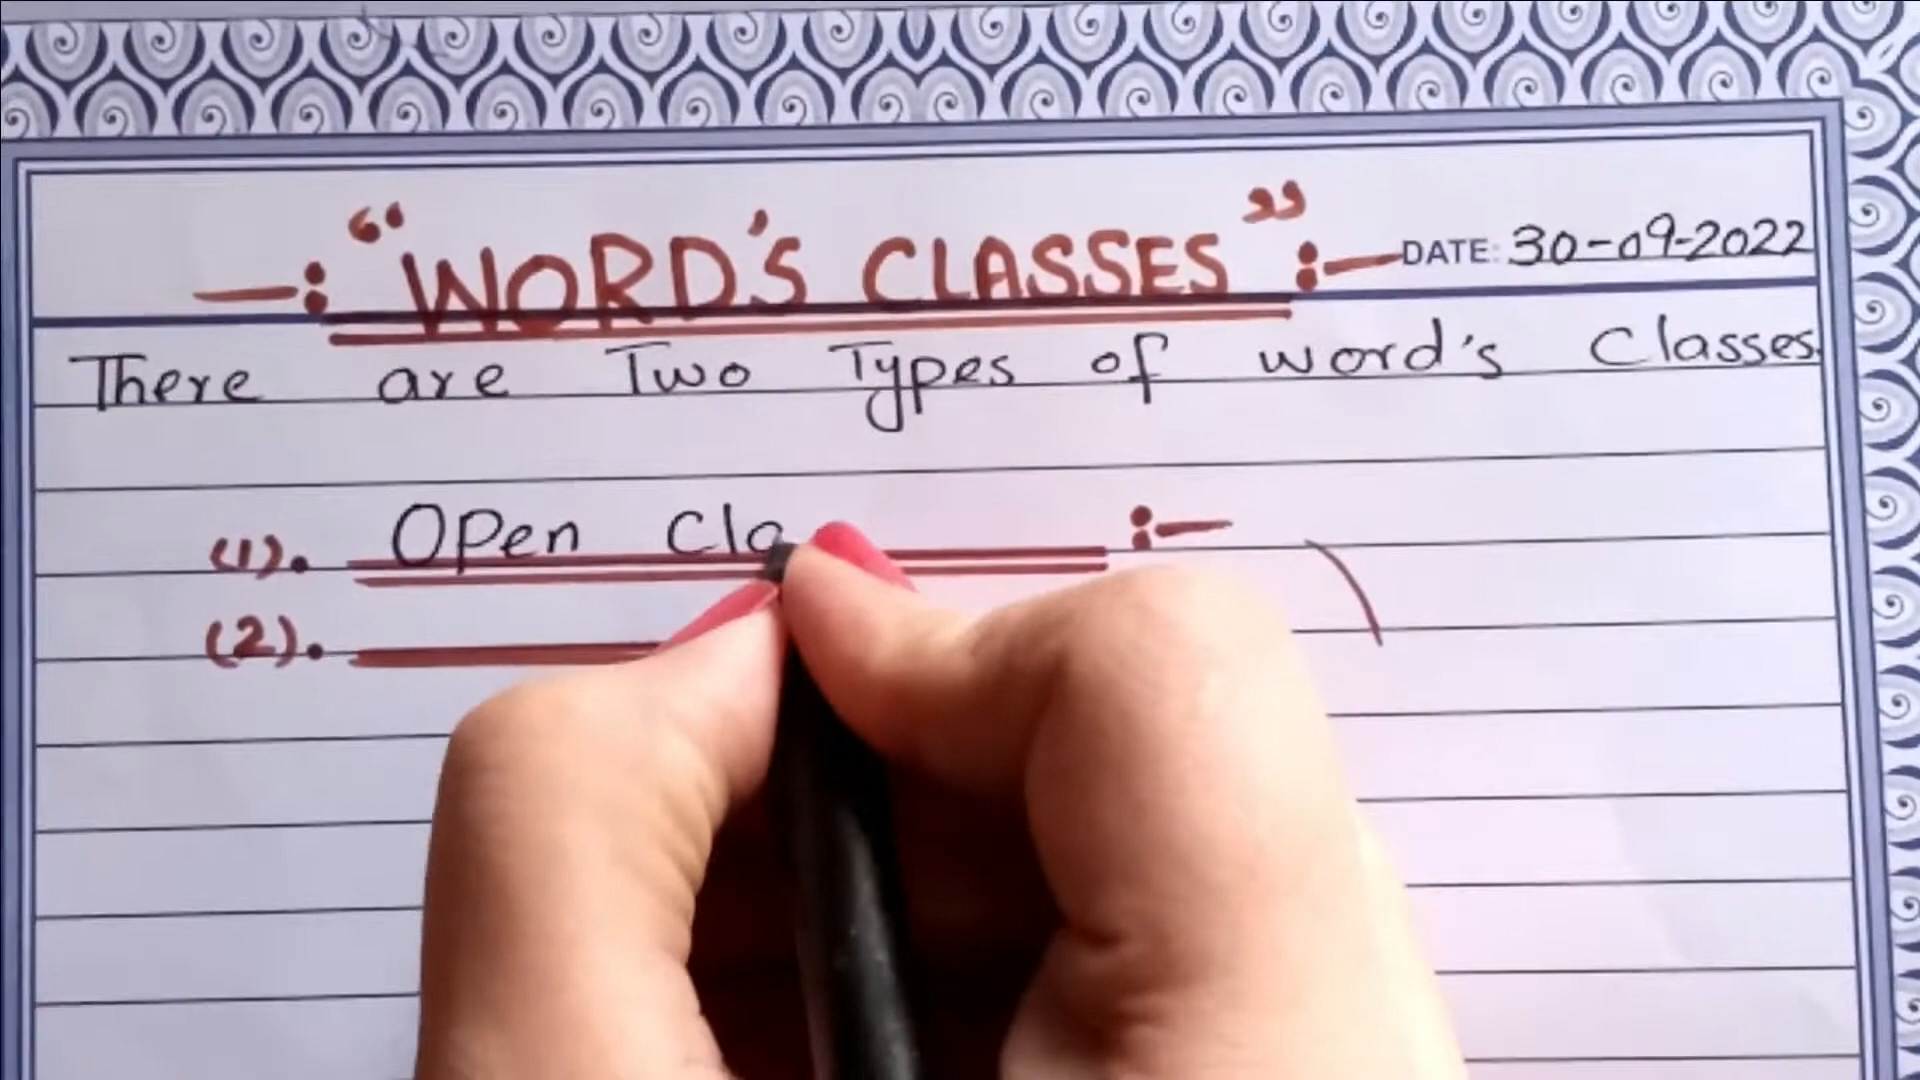 —: “WORD'S CLASSES” :— DATE: 30-09-2022
There are Two Types of word's Classes.
(1). Open Cla :—
(2).